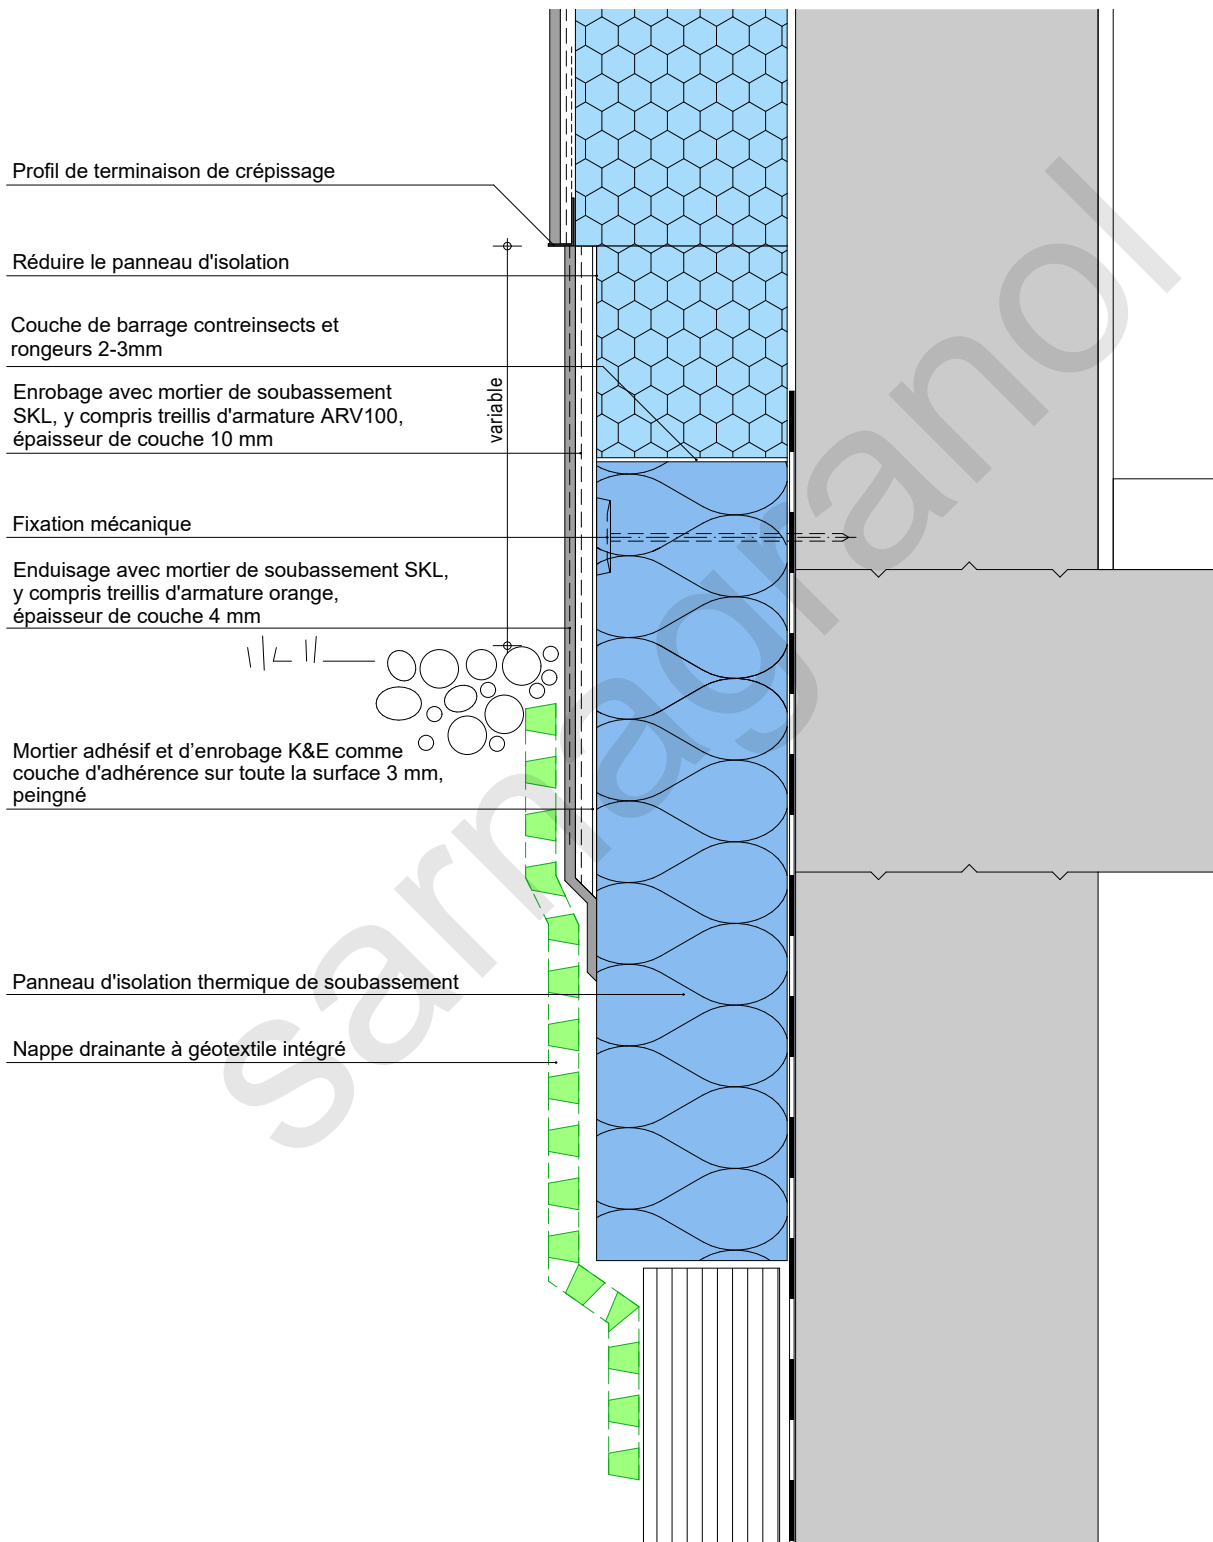 Profil de terminaison de crépissage
Réduire le panneau d'isolation
Couche de barrage contreinsects et
rongeurs 2-3mm
Enrobage avec mortier de soubassement
SKL, y compris treillis d'armature ARV100,
épaisseur de couche 10 mm
variable
Fixation mécanique
Enduisage avec mortier de soubassement SKL,
y compris treillis d'armature orange,
épaisseur de couche 4 mm
Mortier adhésif et d’enrobage K&E comme
couche d'adhérence sur toute la surface 3 mm,
peingné
Panneau d'isolation thermique de soubassement
Nappe drainante à géotextile intégré
sarnagranol